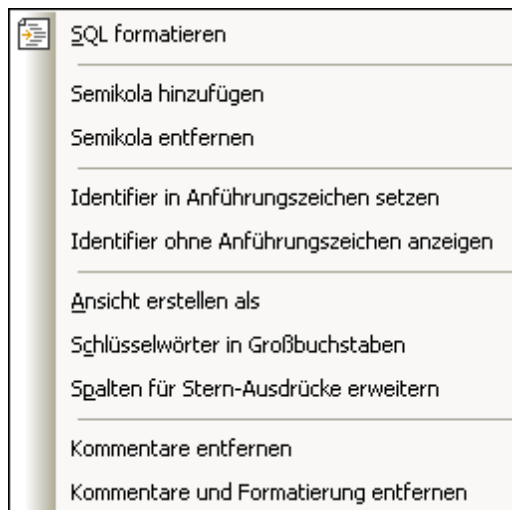 SQL formatieren
Semikola hinzufügen
Semikola entfernen
Identifier in Anführungszeichen setzen
Identifier ohne Anführungszeichen anzeigen
Ansicht erstellen als
Schlüsselwörter in Großbuchstaben
Spalten für Stern-Ausdrücke erweitern
Kommentare entfernen
Kommentare und Formatierung entfernen